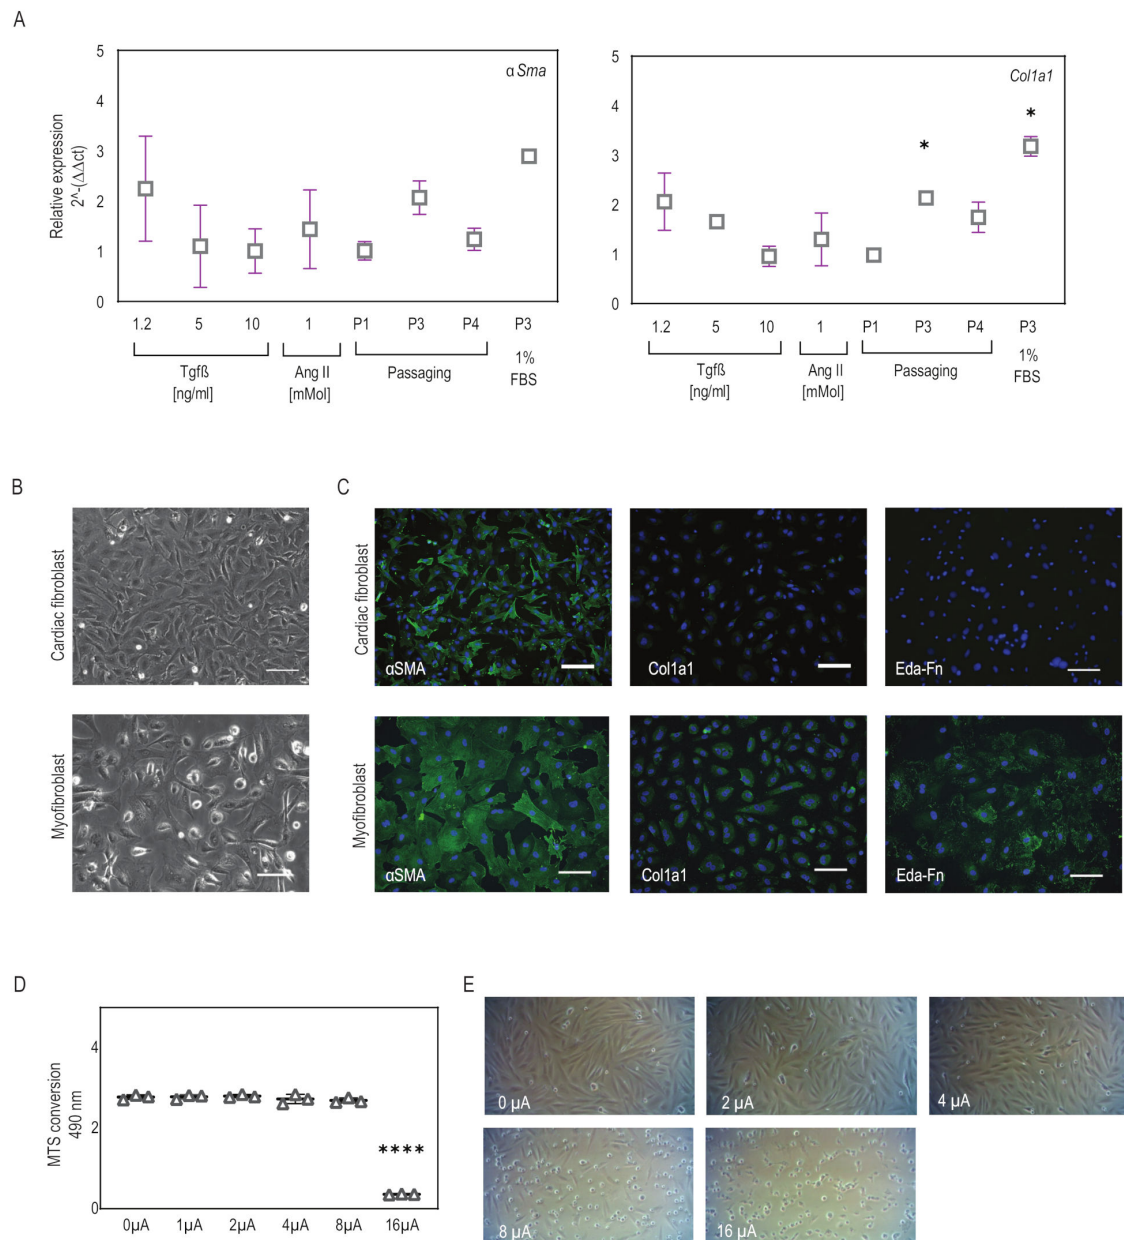 A
5
4
3
2
1
0
Relative expression
2^-(ΔΔct)
α Sma
1.2 5 10 1 P1 P3 P4 P3
Tgfß
[ng/ml]
Ang II
[mMol]
Passaging
1%
FBS
5
4
3
2
1
0
Col1a1
*
*
1.2 5 10 1 P1 P3 P4 P3
Tgfß
[ng/ml]
Ang II
[mMol]
Passaging
1%
FBS
B
Cardiac fibroblast
Myofibroblast
C
Cardiac fibroblast
αSMA
Col1a1
Eda-Fn
Myofibroblast
αSMA
Col1a1
Eda-Fn
D
4
2
0
MTS conversion
490 nm
****
0µA 1µA 2µA 4µA 8µA 16µA
E
0 µA
2 µA
4 µA
8 µA
16 µA